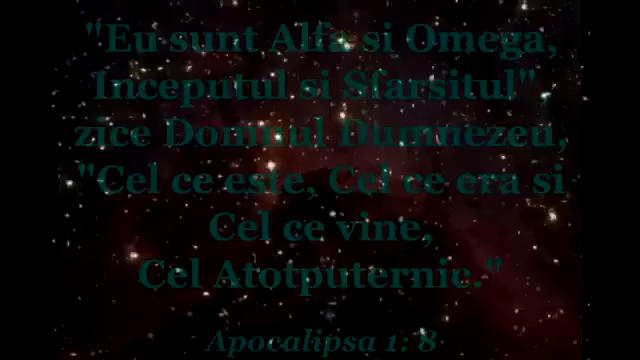 "Eu sunt Alfa si Omega,
Inceputul si Sfarsitul"
zice Domnul Dumnezeu,
"Cel ce este, Cel ce era si
Cel ce vine,
Cel Atotputernic."
Apocalipsa 1: 8